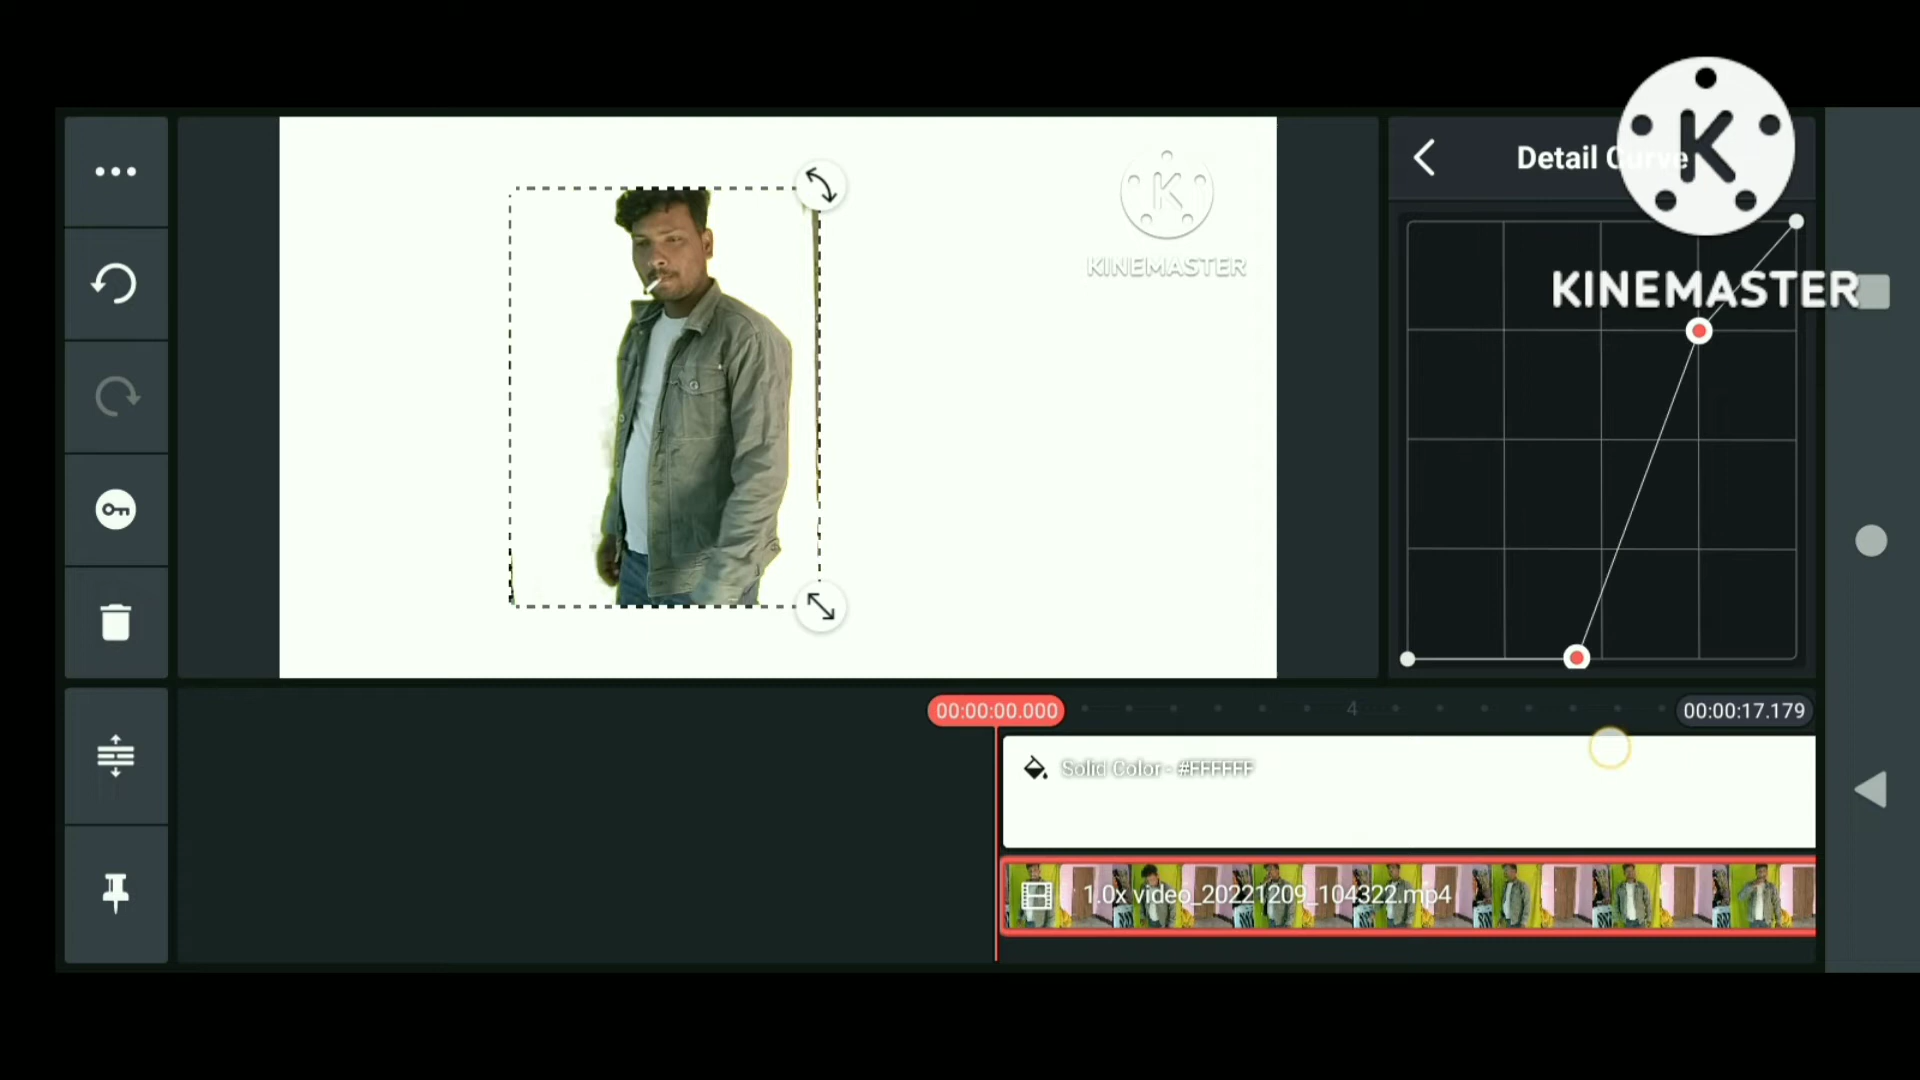 Detail Curve
K
KINEMASTER
K
KINEMASTER
00:00:00.000
4
00:00:17.179
Solid Color - #FFFFFF
1.0x video_20221209_104322.mp4